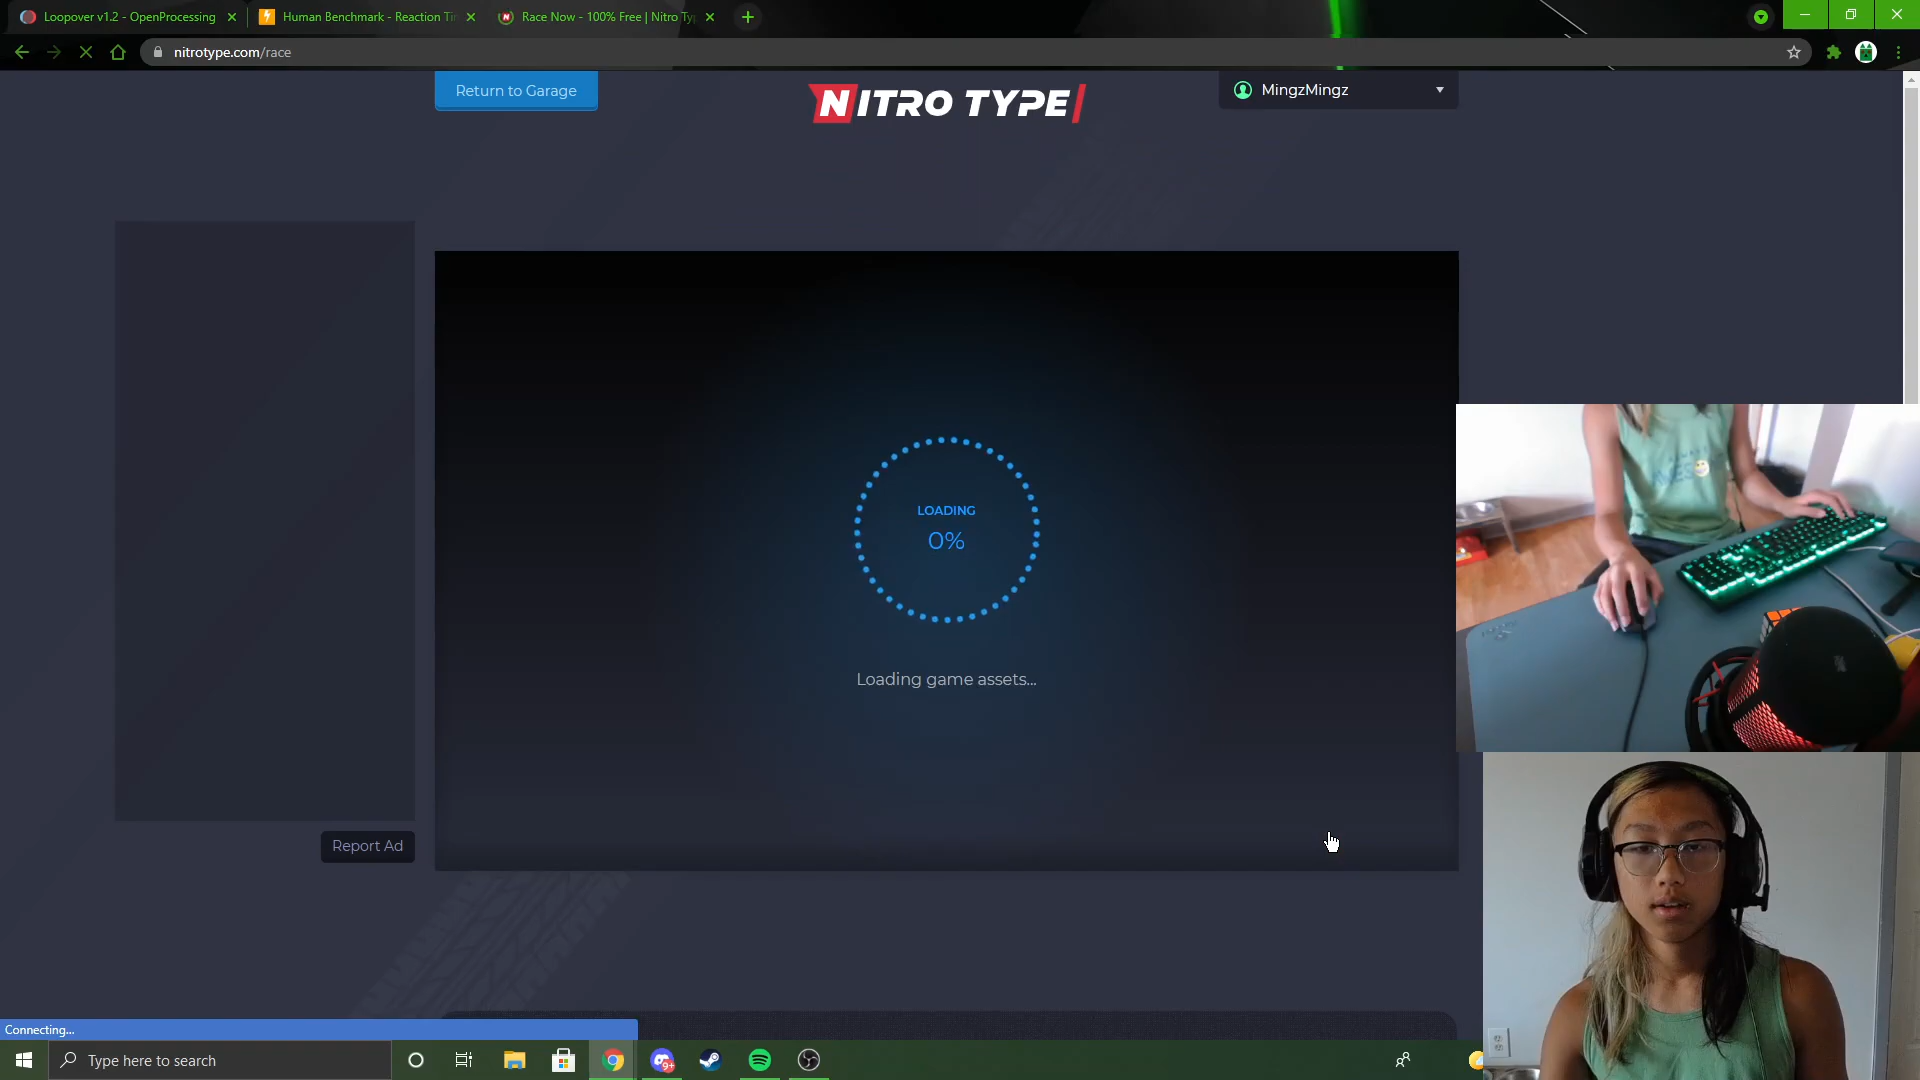 Loopover v1.2 - OpenProcessing
Human Benchmark - Reaction Ti
Race Now - 100% Free | Nitro Ty
nitrotype.com/race
Return to Garage
NITRO TYPE
MingzMingz
LOADING
0%
Loading game assets...
Report Ad
Connecting...
Type here to search
9+